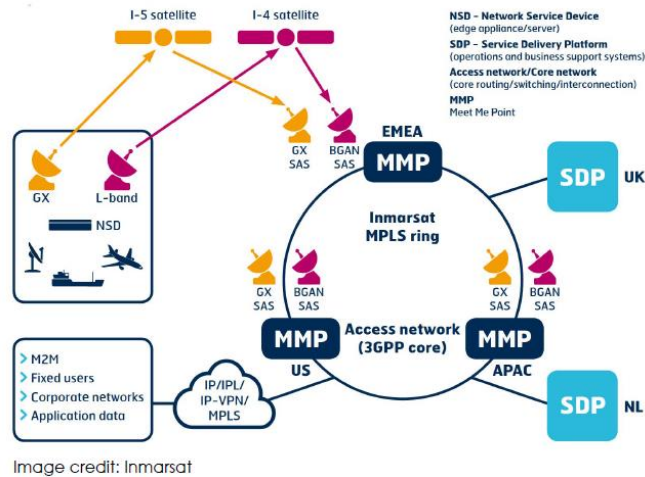 I-5 satellite
I-4 satellite
NSD – Network Service Device
(edge appliance/server)
SDP – Service Delivery Platform
(operations and business support systems)
Access network/Core network
(core routing/switching/interconnection)
MMP
Meet Me Point
GX
SAS
BGAN
SAS
EMEA
MMP
GX
L-band
NSD
SDP
UK
Inmarsat
MPLS ring
GX
SAS
BGAN
SAS
GX
SAS
BGAN
SAS
MMP
US
Access network
(3GPP core)
MMP
APAC
M2M
Fixed users
Corporate networks
Application data
IP/IPL/
IP-VPN/
MPLS
SDP
NL
Image credit: Inmarsat